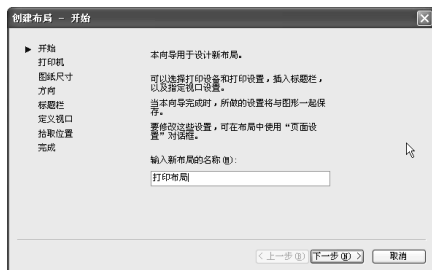 创建布局 - 开始
开始
打印机
图纸尺寸
方向
标题栏
定义视口
拾取位置
完成
本向导用于设计新布局。
可以选择打印设备和打印设置，插入标题栏，
以及指定视口设置。
当本向导完成时，所做的设置将与图形一起保
存。
要修改这些设置，可在布局中使用“页面设
置”对话框。
输入新布局的名称(M):
打印布局
<上一步(B) 下一步(N)> 取消